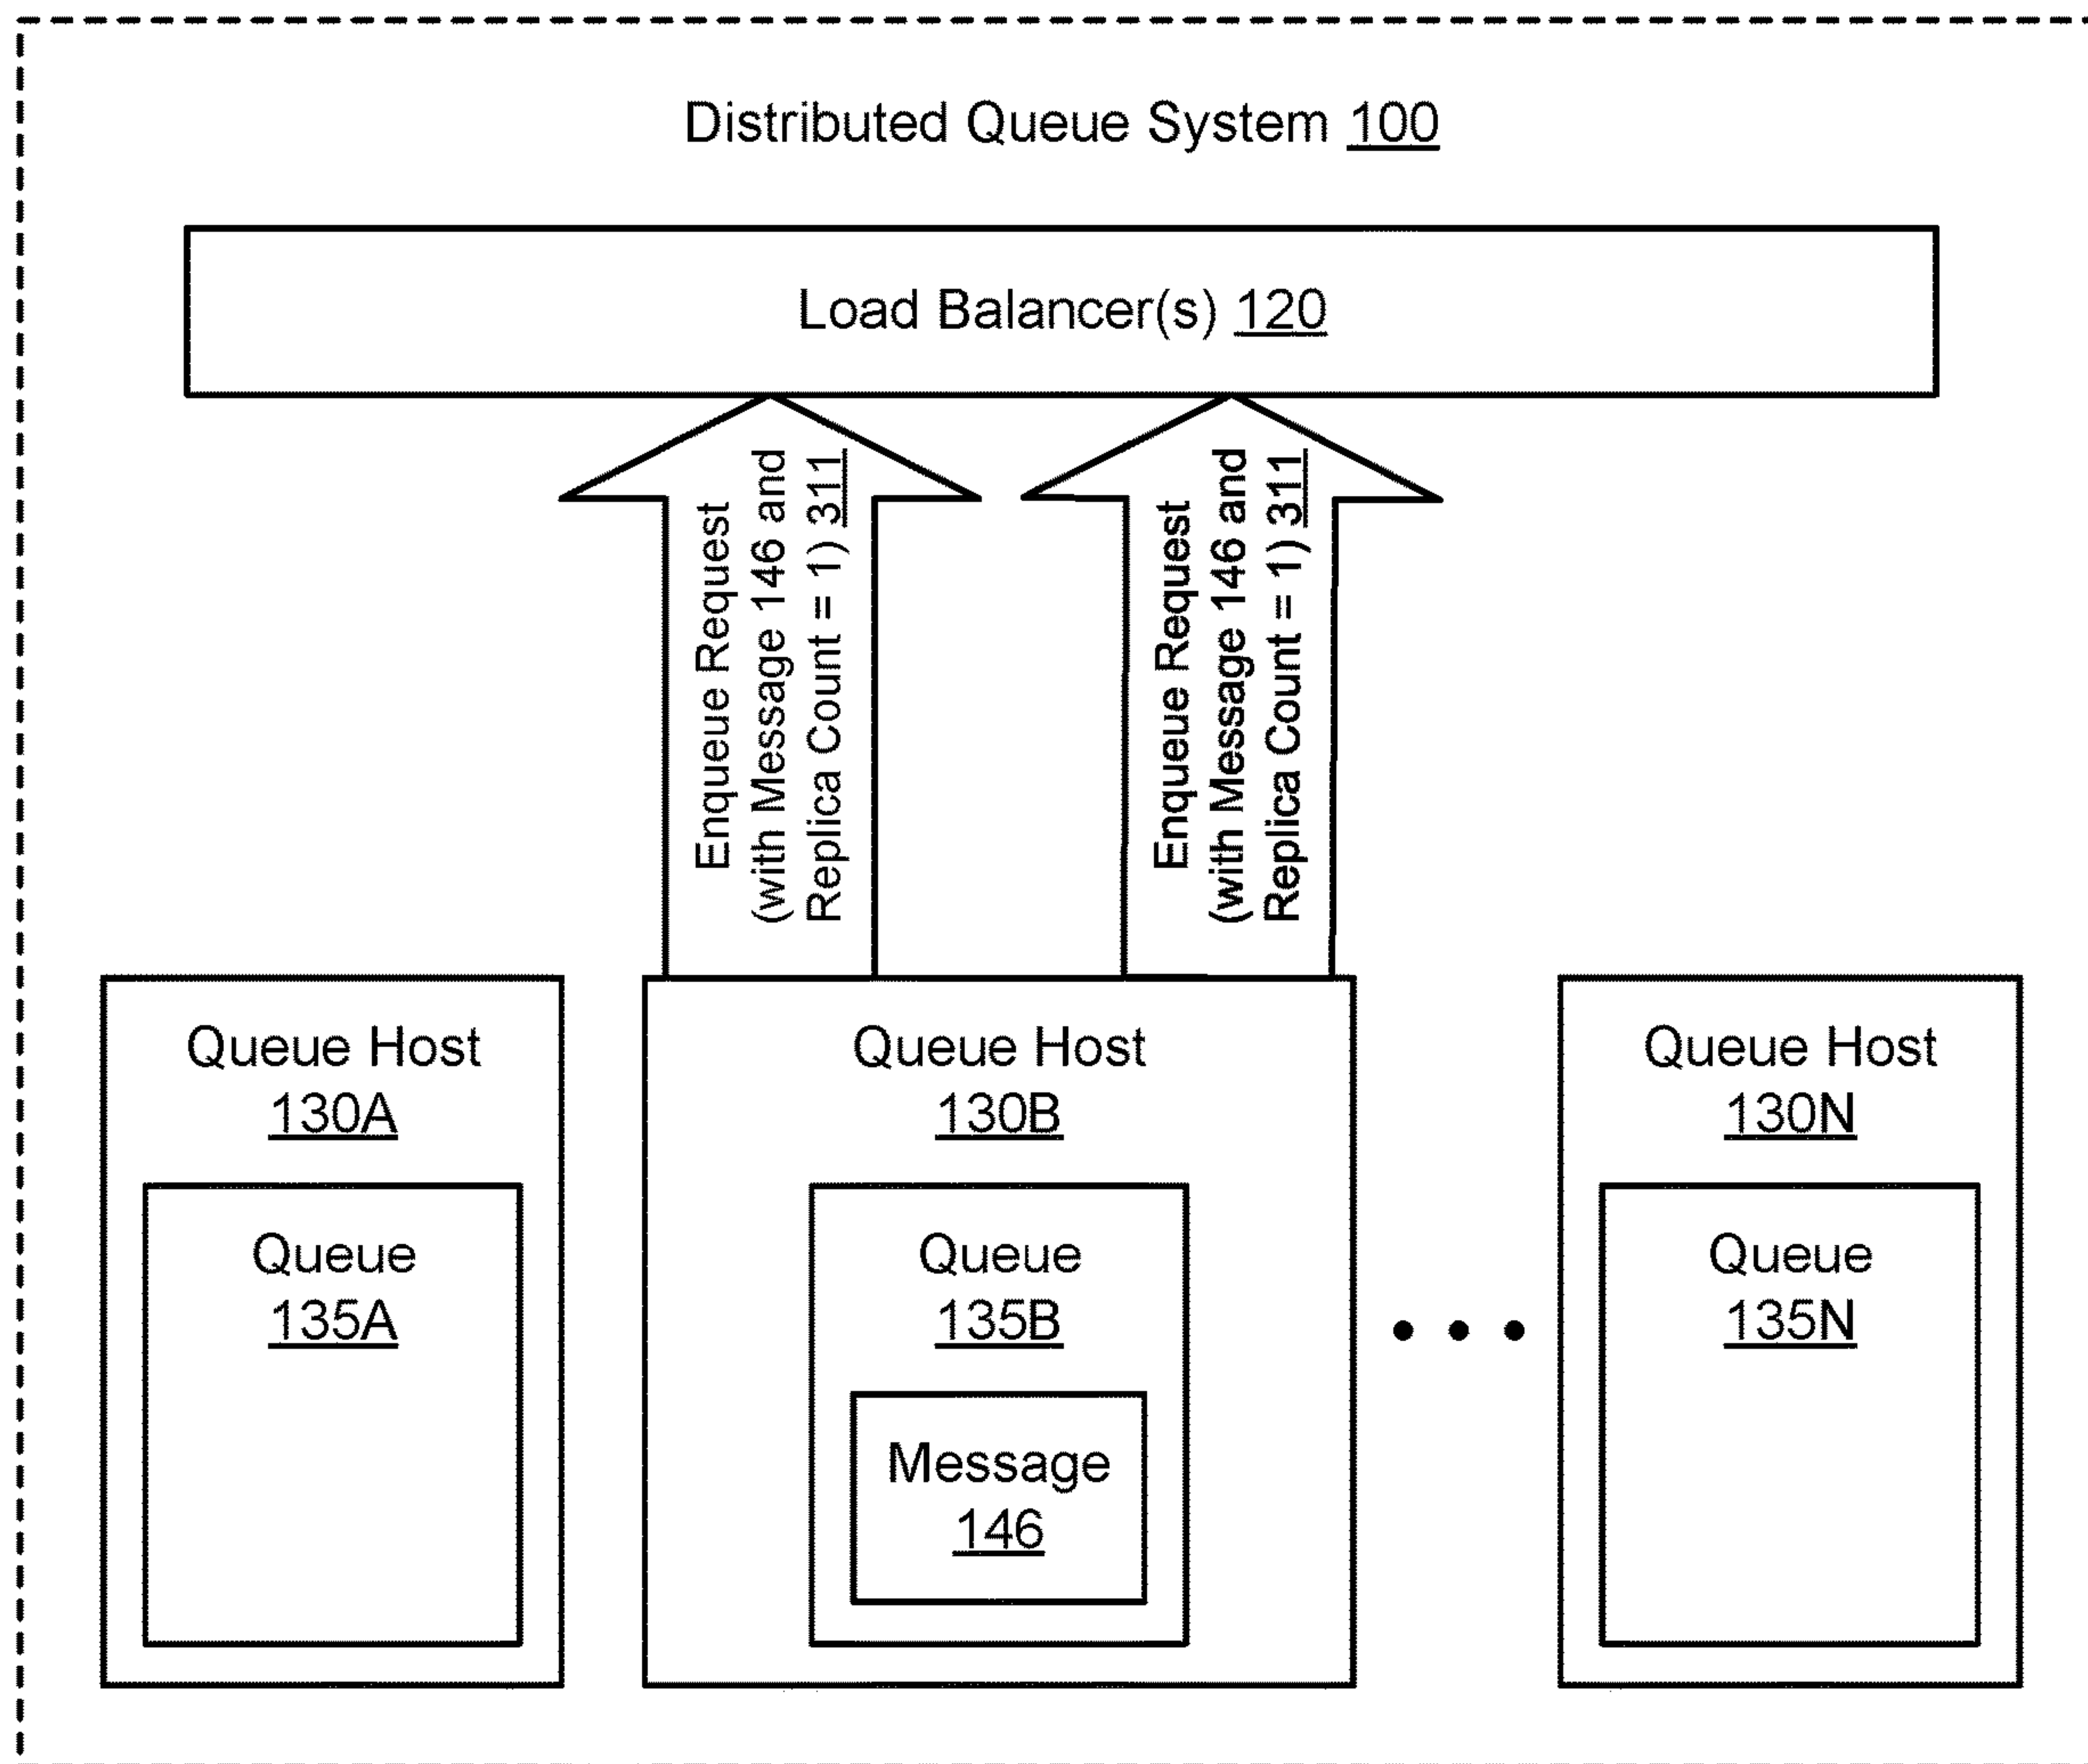 Distributed Queue System 100
Load Balancer(s) 120
Enqueue Request
(with Message 146 and
Replica Count = 1) 311
Enqueue Request
(with Message 146 and
Replica Count = 1) 311
Queue Host
130A
Queue
135A
Queue Host
130B
Queue
135B
Message
146
Queue Host
130N
Queue
135N